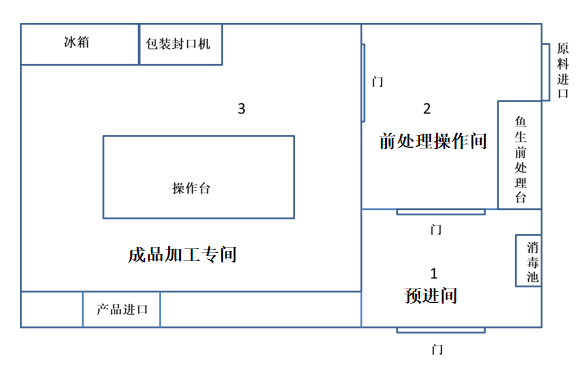 冰箱
包装封口机
原料进口
门
3
2
鱼生前处理台
前处理操作间
操作台
门
消毒池
成品加工专间
1
预进间
产品进口
门